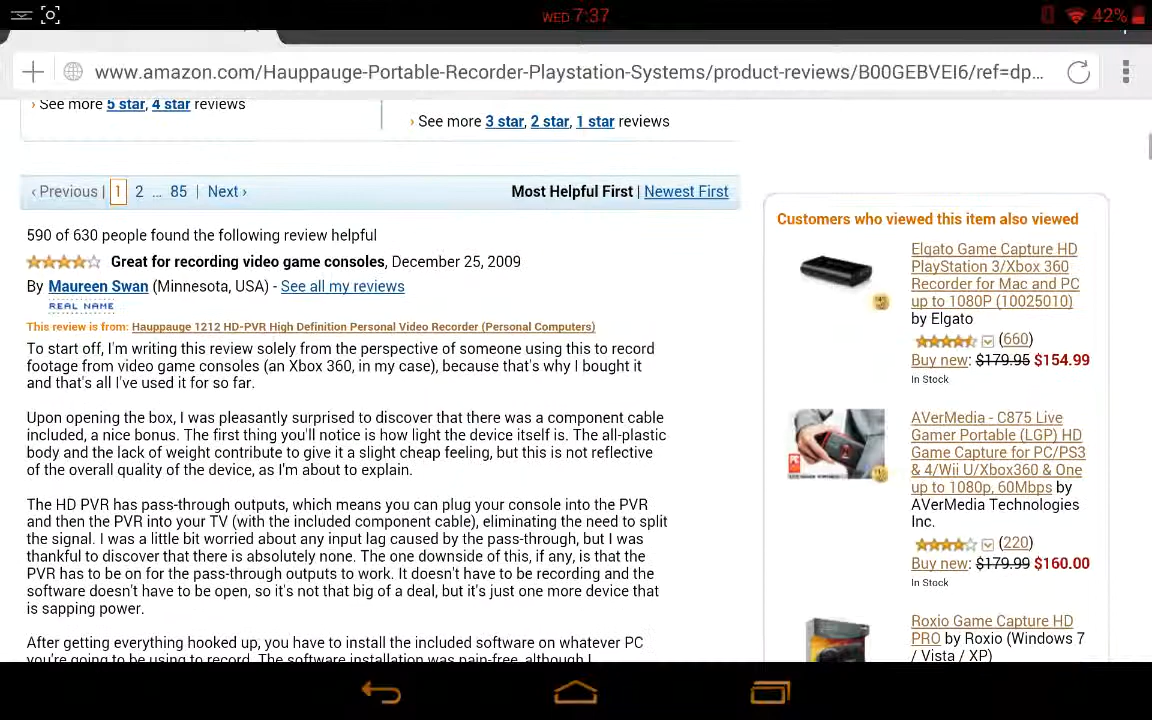 WED 7:37
42%
www.amazon.com/Hauppauge-Portable-Recorder-Playstation-Systems/product-reviews/B00GEBVEI6/ref=dp...
› See more 5 star, 4 star reviews
› See more 3 star, 2 star, 1 star reviews
‹ Previous | 1 2 ... 85 | Next ›
Most Helpful First | Newest First
590 of 630 people found the following review helpful
Great for recording video game consoles, December 25, 2009
By Maureen Swan (Minnesota, USA) - See all my reviews
REAL NAME
This review is from: Hauppauge 1212 HD-PVR High Definition Personal Video Recorder (Personal Computers)
To start off, I'm writing this review solely from the perspective of someone using this to record
footage from video game consoles (an Xbox 360, in my case), because that's why I bought it
and that's all I've used it for so far.
Upon opening the box, I was pleasantly surprised to discover that there was a component cable
included, a nice bonus. The first thing you'll notice is how light the device itself is. The all-plastic
body and the lack of weight contribute to give it a slight cheap feeling, but this is not reflective
of the overall quality of the device, as I'm about to explain.
The HD PVR has pass-through outputs, which means you can plug your console into the PVR
and then the PVR into your TV (with the included component cable), eliminating the need to split
the signal. I was a little bit worried about any input lag caused by the pass-through, but I was
thankful to discover that there is absolutely none. The one downside of this, if any, is that the
PVR has to be on for the pass-through outputs to work. It doesn't have to be recording and the
software doesn't have to be open, so it's not that big of a deal, but it's just one more device that
is sapping power.
After getting everything hooked up, you have to install the included software on whatever PC
you're going to be using to record. The software installation was pain-free, although I
Customers who viewed this item also viewed
Elgato Game Capture HD
PlayStation 3/Xbox 360
Recorder for Mac and PC
up to 1080P (10025010)
by Elgato
(660)
Buy new: $179.95 $154.99
In Stock
AVerMedia - C875 Live
Gamer Portable (LGP) HD
Game Capture for PC/PS3
& 4/Wii U/Xbox360 & One
up to 1080p, 60Mbps by
AVerMedia Technologies
Inc.
(220)
Buy new: $179.99 $160.00
In Stock
Roxio Game Capture HD
PRO by Roxio (Windows 7
/ Vista / XP)